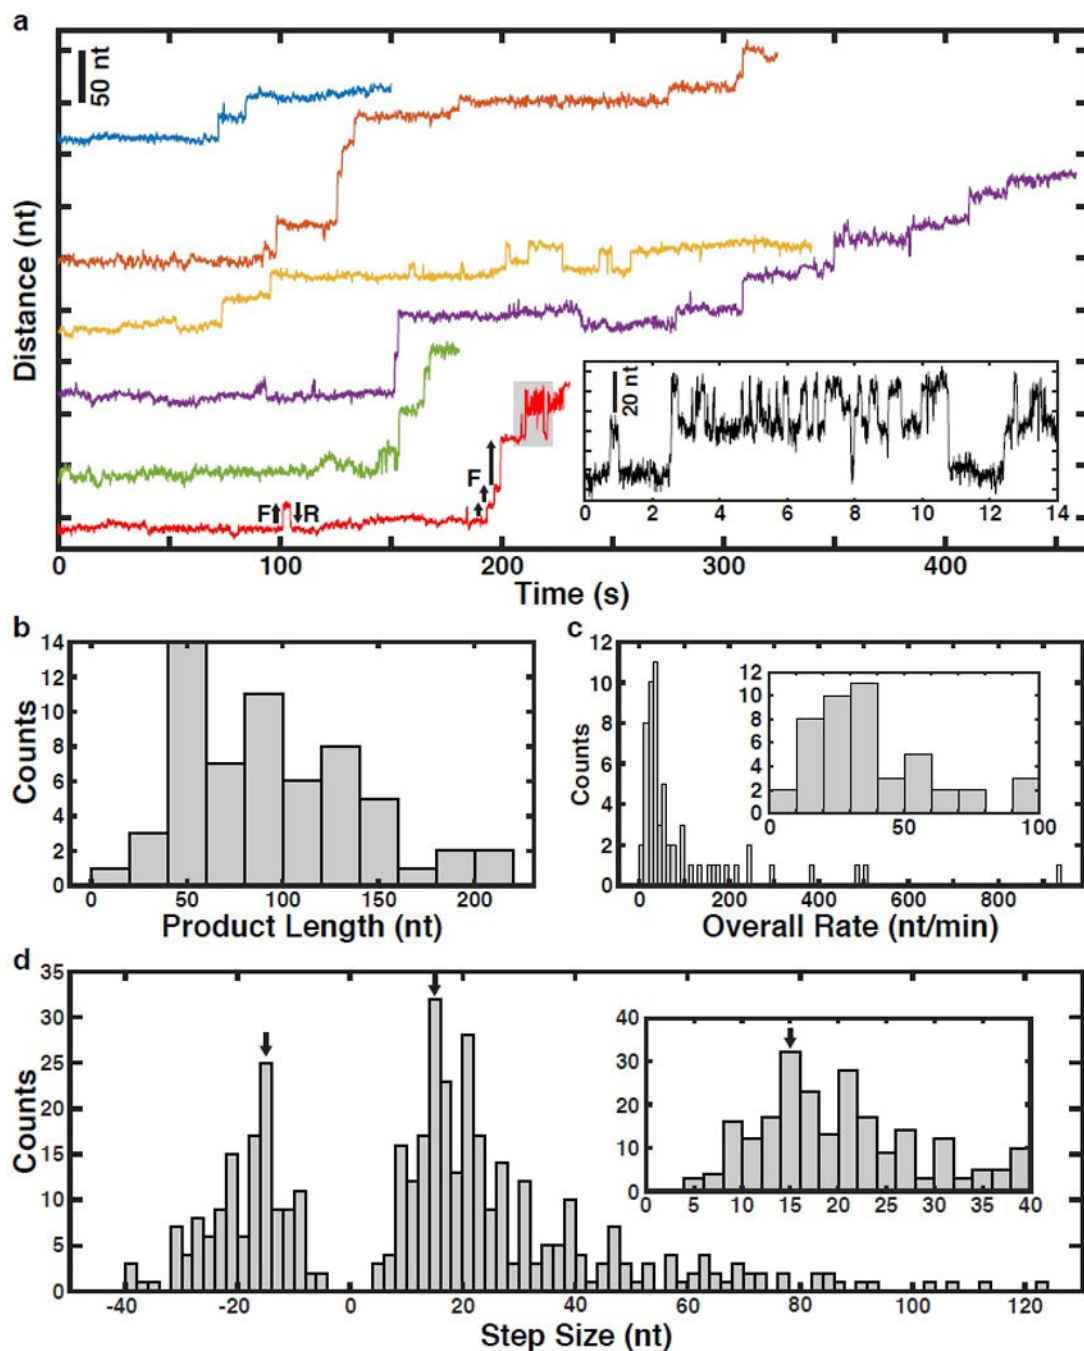 a
50 nt
Distance (nt)
F
R
F
20 nt
0 2 4 6 8 10 12 14
0 100 200 300 400
Time (s)
b
14
12
10
8
6
4
2
0
Counts
0 50 100 150 200
Product Length (nt)
c
12
10
8
6
4
2
0
Counts
12
10
8
6
4
2
0
0 50 100
0 200 400 600 800
Overall Rate (nt/min)
d
35
30
25
20
15
10
5
0
Counts
40
30
20
10
0
0 5 10 15 20 25 30 35 40
-40 -20 0 20 40 60 80 100 120
Step Size (nt)